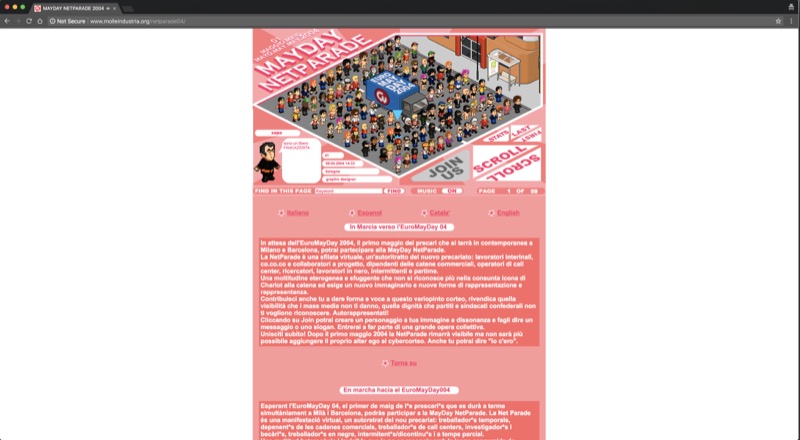 MAYDAY NETPARADE 2004
Not Secure www.molleindustria.org/netparade04/
MAYDAY
NETPARADE
EURO
MAY
DAY
2004
STATS LAST FIRST
JOIN
US
SCROLL
SCROLL
bologna
graphic designer
FIND IN THIS PAGE Keyword FIND MUSIC ON PAGE 1 OF 99
Italiano Espanol Catala' English
In Marcia verso l'EuroMayDay 04
In attesa dell'EuroMayDay 2004, il primo maggio dei precari che si terrà in contemporanea a
Milano e Barcelona, potrai partecipare alla MayDay NetParade.
La NetParade è una sfilata virtuale, un'autoritratto del nuovo precariato: lavoratori interinali,
co.co.co e collaboratori a progetto, dipendenti delle catene commerciali, operatori di call
center, ricercatori, lavoratori in nero, intermittenti e partime.
Una moltitudine eterogenea e sfuggente che non si riconosce più nella consunta icona di
Charlot alla catena ed esige un nuovo immaginario e nuove forme di rappresentazione e
rappresentanza.
Contribuisci anche tu a dare forma e voce a questo variopinto corteo, rivendica quella
visibilità che i mass media non ti danno, quella dignità che partiti e sindacati confederali non
ti vogliono riconoscere. Autorappresentati!
Cliccando su Join potrai creare un personaggio a tua immagine e dissonanza e fagli dire un
messaggio o uno slogan. Entrerai a far parte di una grande opera collettiva.
Unisciti subito! Dopo il primo maggio 2004 la NetParade rimarrà visibile ma non sarà più
possibile aggiungere il proprio alter ego al cybercorteo. Anche tu potrai dire "io c'ero".
Torna su
En marcha hacia el EuroMayDay004
Esperant l'EuroMayDay 04, el primer de maig de l*s precari*s que es durà a terme
simultàniament a Milà i Barcelona, podràs participar a la MayDay NetParade. La Net Parade
és una manifestació virtual, un autoretrat del nou precariat: treballador*s temporals,
depenent*s de les cadenes comercials, treballador*s de call centers, investigador*s i
becàri*s, treballador*s en negre, intermitent*s/discontinu*s i a temps parcial.